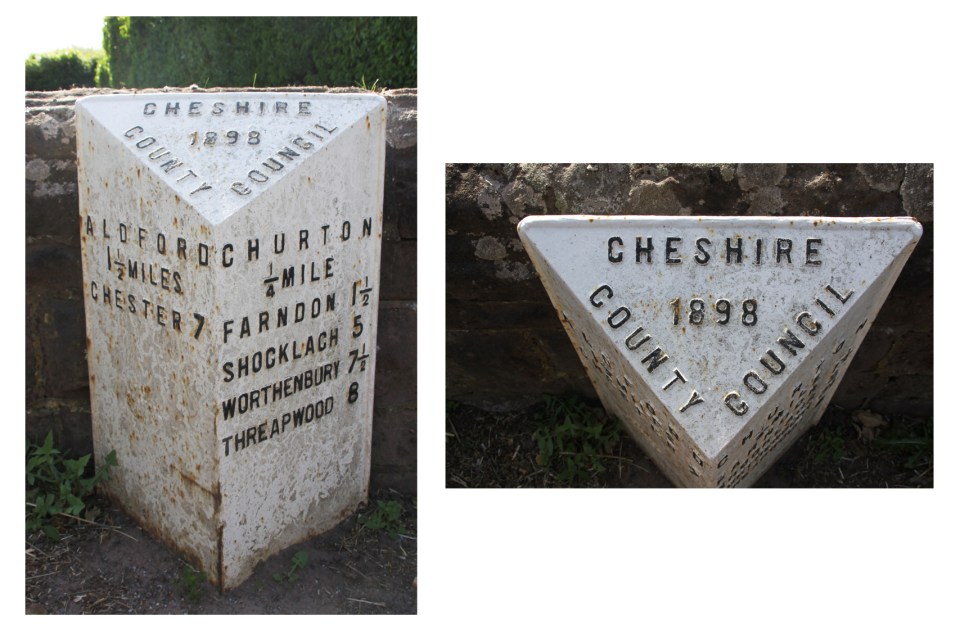 CHESHIRE
1898
COUNTY COUNCIL
ALDFORD
1½ MILES
CHESTER 7
CHURTON
¼ MILE
FARNDON 1½
SHOCKLACH 5
WORTHENBURY 7½
THREAPWOOD 8
CHESHIRE
1898
COUNTY COUNCIL